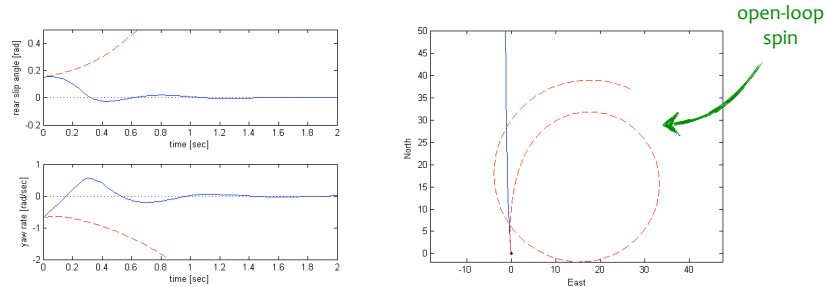 open-loop
spin
0.4
0.2
0
-0.2
rear slip angle [rad]
0 0.2 0.4 0.6 0.8 1 1.2 1.4 1.6 1.8 2
time [sec]
1
0
-1
-2
yaw rate [rad/sec]
0 0.2 0.4 0.6 0.8 1 1.2 1.4 1.6 1.8 2
time [sec]
50
45
40
35
30
25
20
15
10
5
0
North
-10 0 10 20 30 40
East